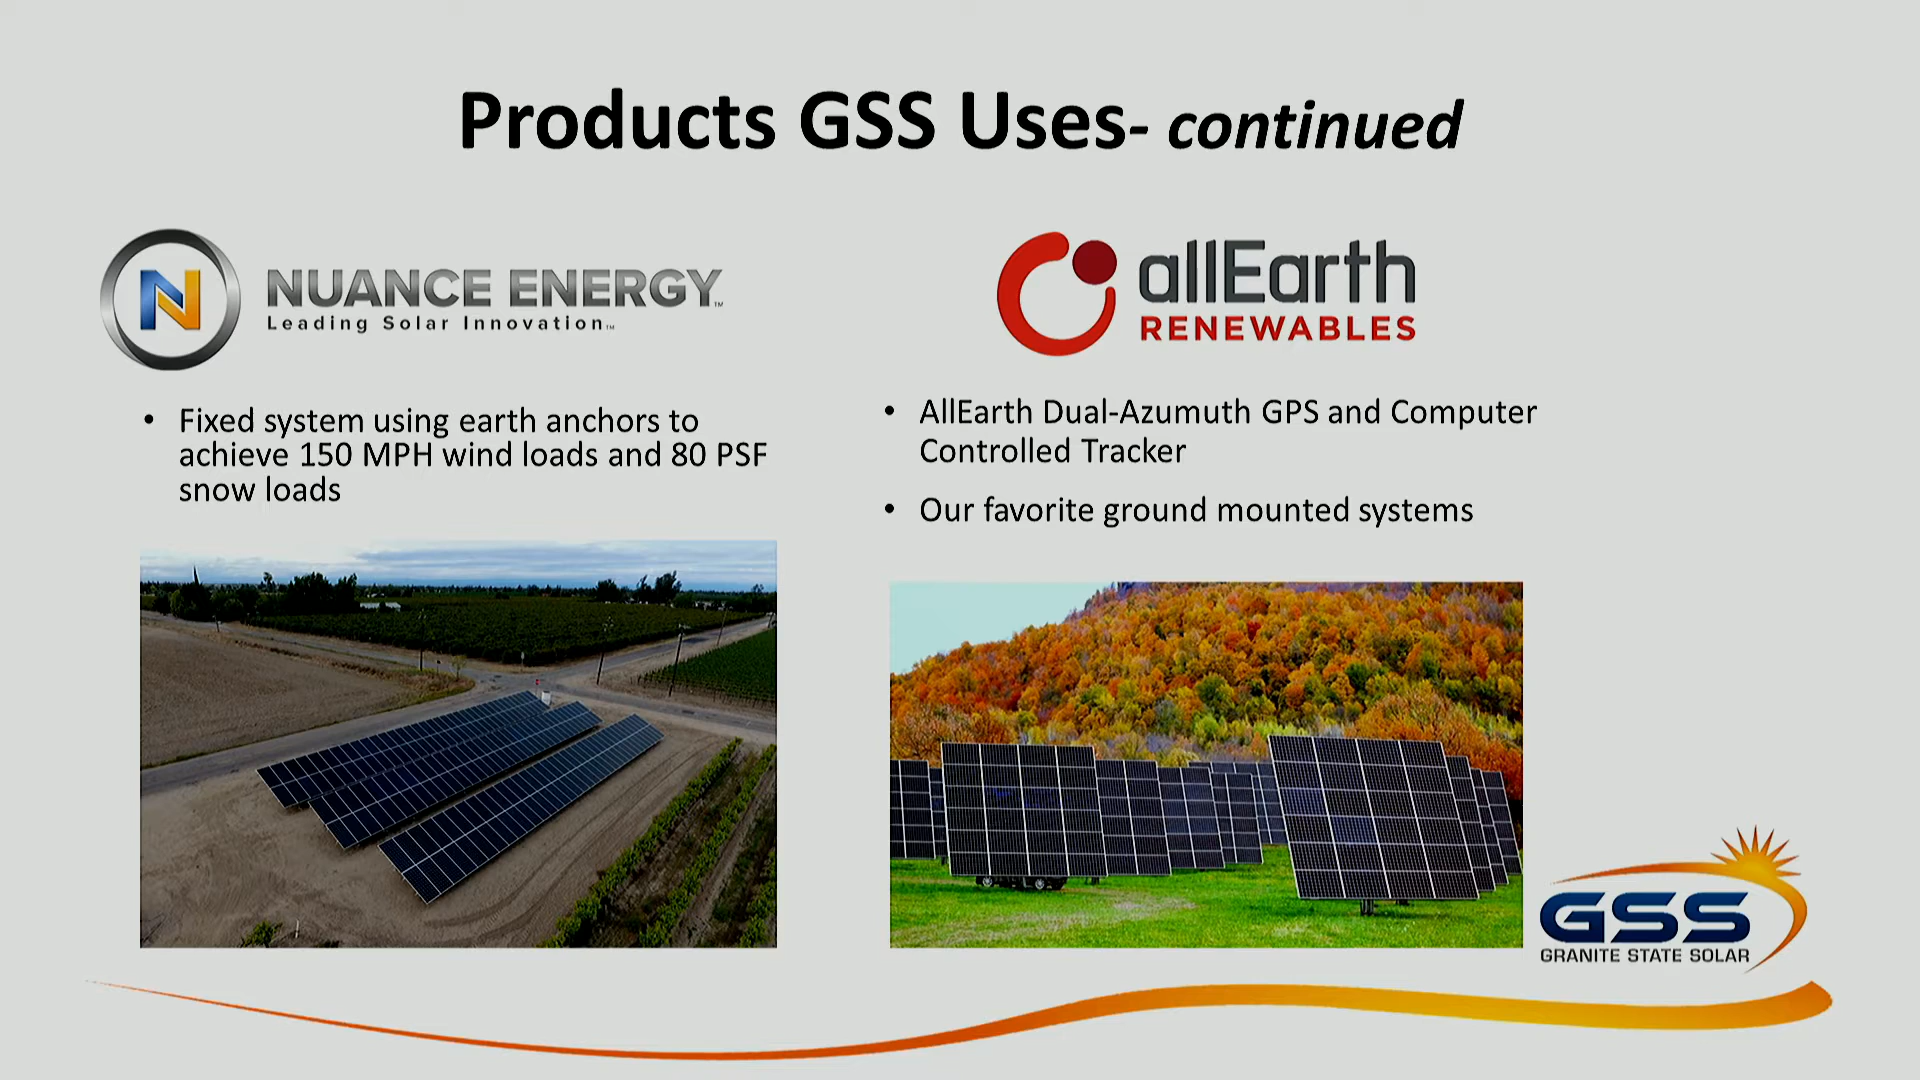 Products GSS Uses- continued
N
NUANCE ENERGY™
Leading Solar Innovation™
• Fixed system using earth anchors to
achieve 150 MPH wind loads and 80 PSF
snow loads
allEarth
RENEWABLES
• AllEarth Dual-Azumuth GPS and Computer
Controlled Tracker
• Our favorite ground mounted systems
GSS
GRANITE STATE SOLAR